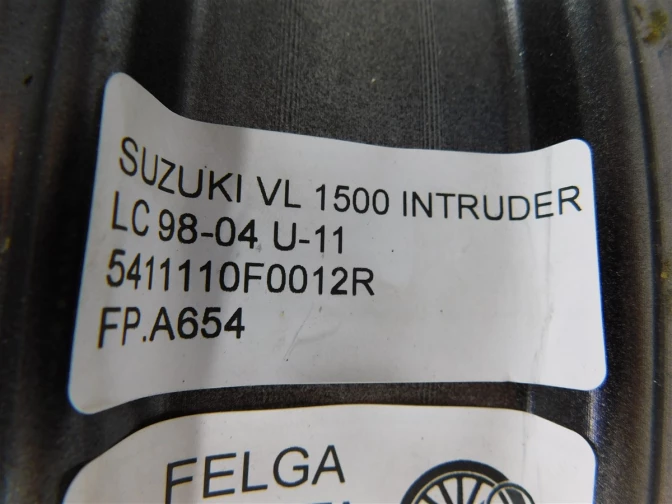 SUZUKI VL 1500 INTRUDER
LC 98-04 U-11
5411110F0012R
FP.A654
FELGA